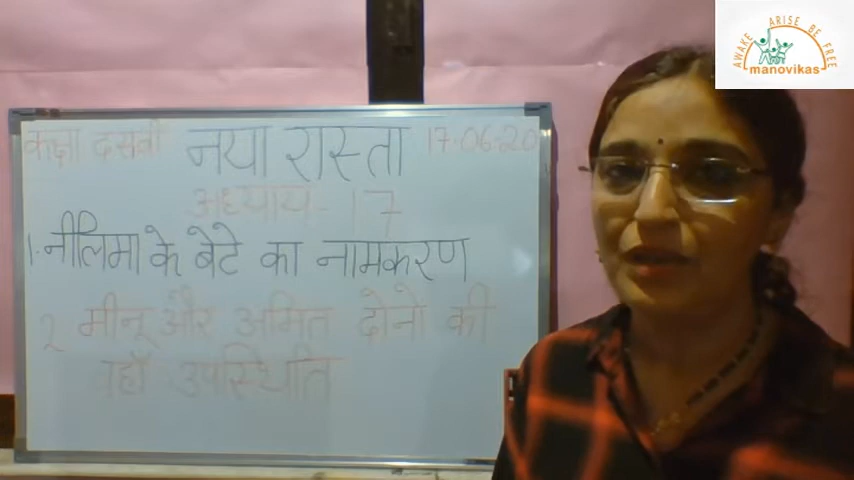 कक्षा दसवी नया रास्ता 17.06.20
अध्याय - 17
1. नीलिमा के बेटे का नामकरण
2 मीनू और अमित दोनो की
वहाँ उपस्थिति
AWAKE ARISE BE FREE
manovikas